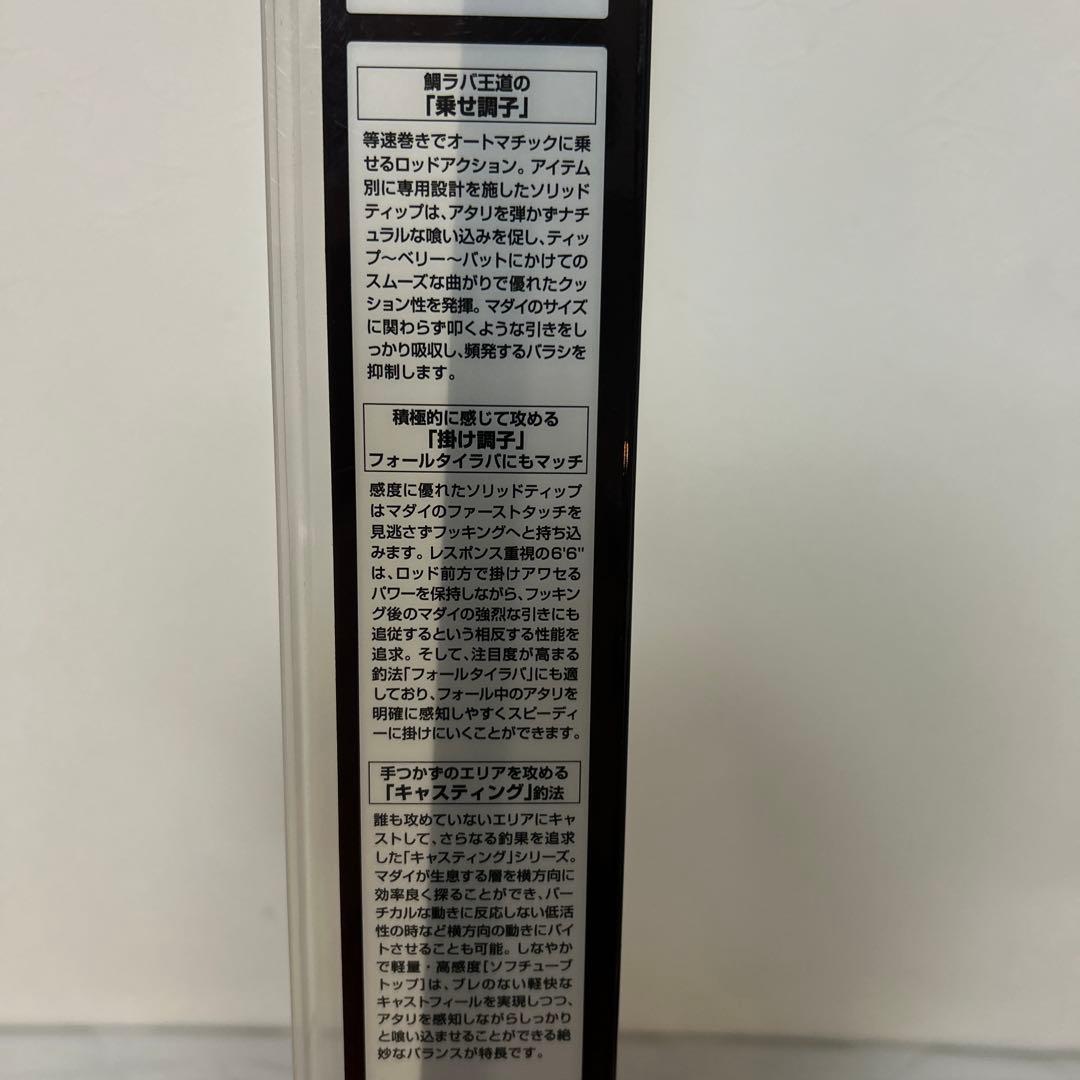 鯛ラバ王道の
「乗せ調子」
等速巻きでオートマチックに乗
せるロッドアクション。アイテム
別に専用設計を施したソリッド
ティップは、アタリを弾かずナチ
ュラルな喰い込みを促し、ティッ
プ〜ベリー〜バットにかけての
スムーズな曲がりで優れたクッ
ション性を発揮。マダイのサイズ
に関わらず叩くような引きをし
っかり吸収し、頻発するバラシを
抑制します。
積極的に感じて攻める
「掛け調子」
フォールタイラバにもマッチ
感度に優れたソリッドティップ
はマダイのファーストタッチを
見逃さずフッキングへと持ち込
みます。レスポンス重視の6'6"
は、ロッド前方で掛けアワセる
パワーを保持しながら、フッキン
グ後のマダイの強烈な引きにも
追従するという相反する性能を
追求。そして、注目度が高まる
釣法「フォールタイラバ」にも適
しており、フォール中のアタリを
明確に感知しやすくスピーディ
ーに掛けにいくことができます。
手つかずのエリアを攻める
「キャスティング」釣法
誰も攻めていないエリアにキャ
ストして、さらなる釣果を追求
した「キャスティング」シリーズ。
マダイが生息する層を横方向に
効率良く探ることができ、バー
チカルな動きに反応しない低活
性の時など横方向の動きにバイ
トさせることも可能。しなやか
で軽量・高感度[ソフチューブ
トップ]は、ブレのない軽快な
キャストフィールを実現しつつ、
アタリを感知しながらしっかり
と喰い込ませることができる絶
妙なバランスが特長です。